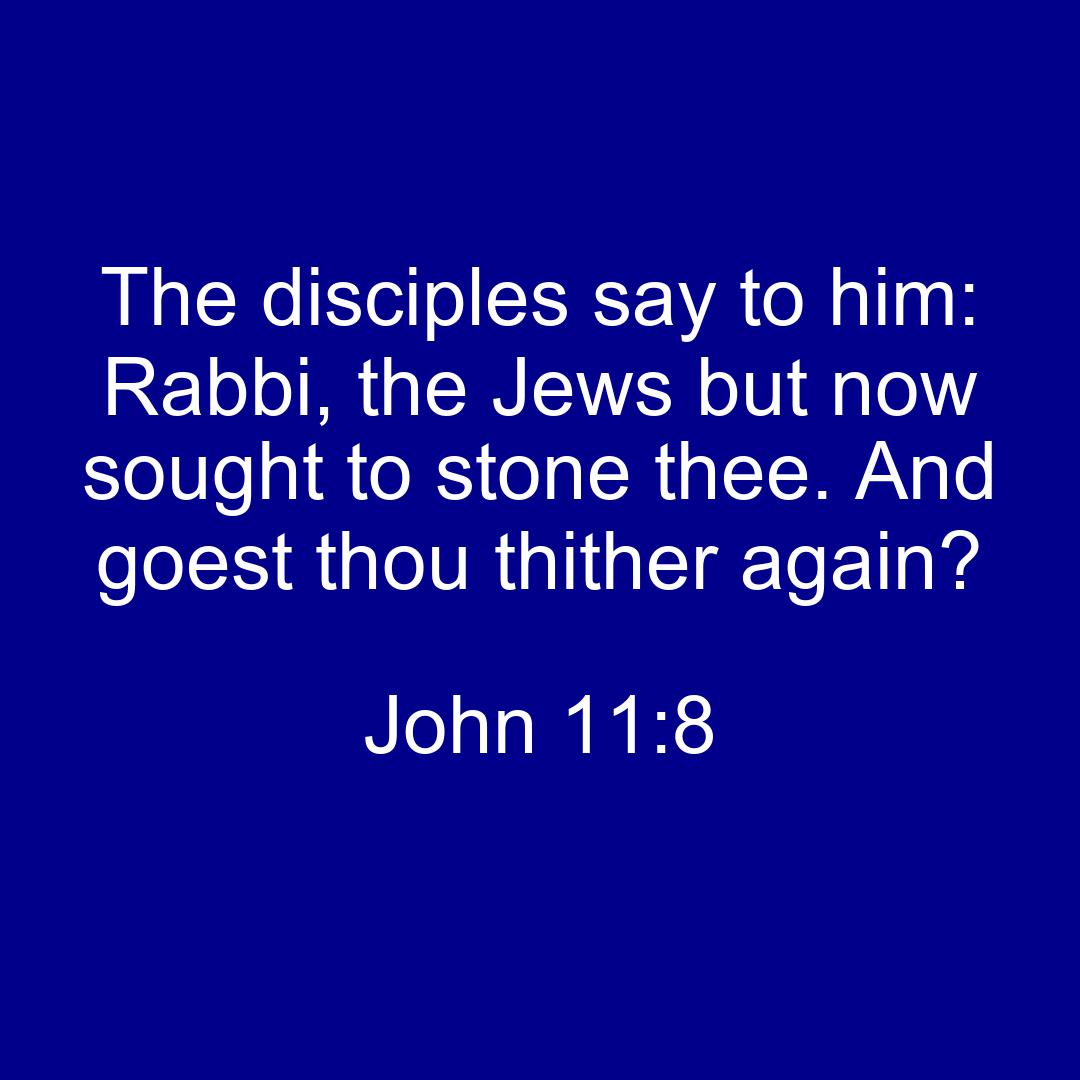 The disciples say to him:
Rabbi, the Jews but now
sought to stone thee. And
goest thou thither again?
John 11:8